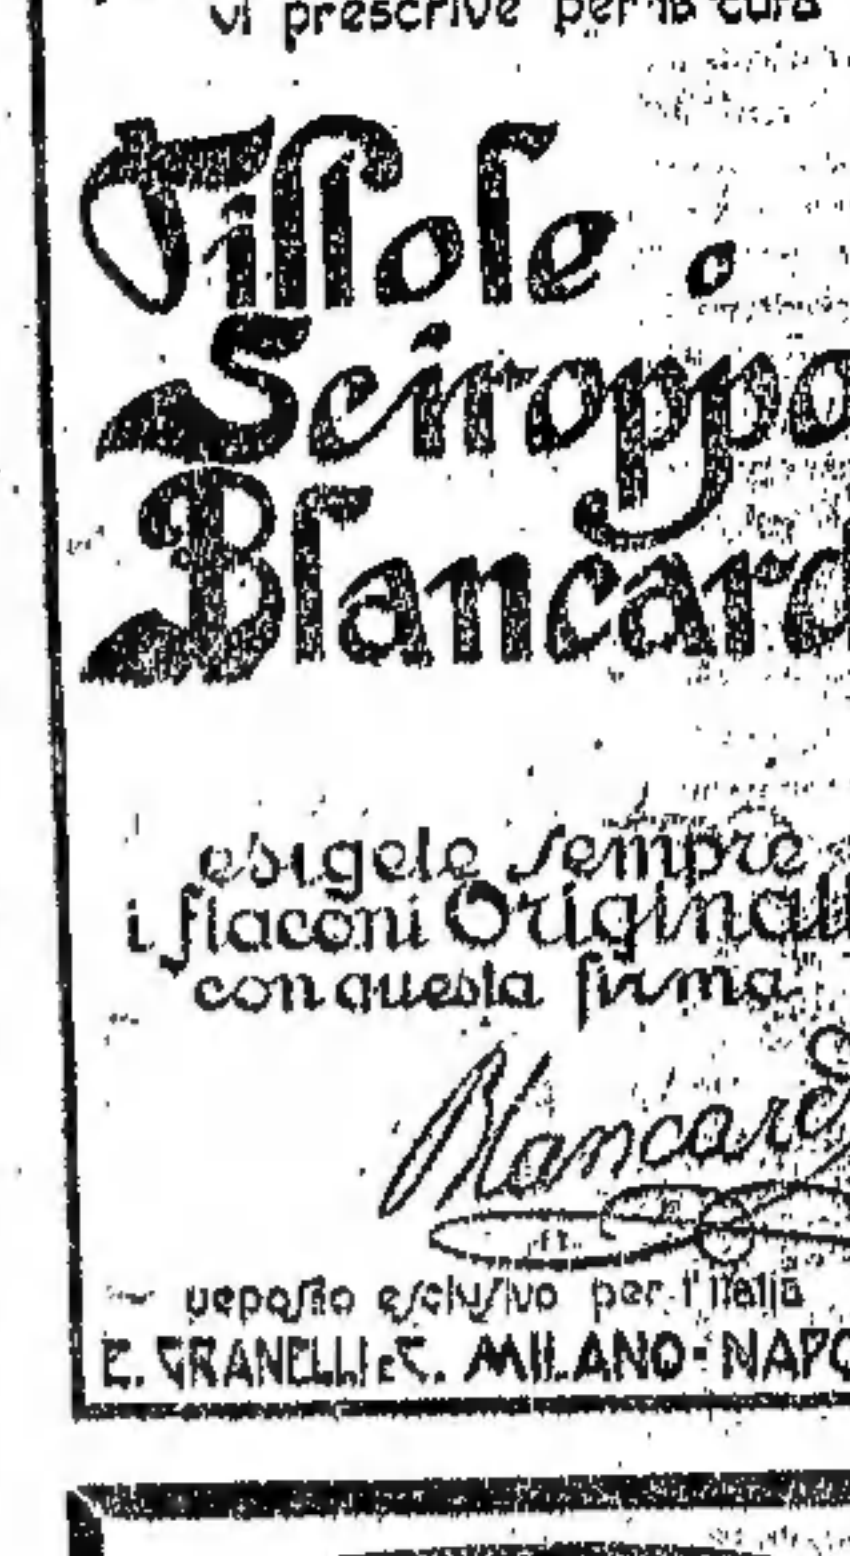 vi prescrive per la cura
Pillole o
Sciroppo
Blancard
esigete sempre
i flaconi Originali
con questa firma
Blancard
Deposito esclusivo per l'Italia
E. GRANELLI e C. MILANO - NAPO